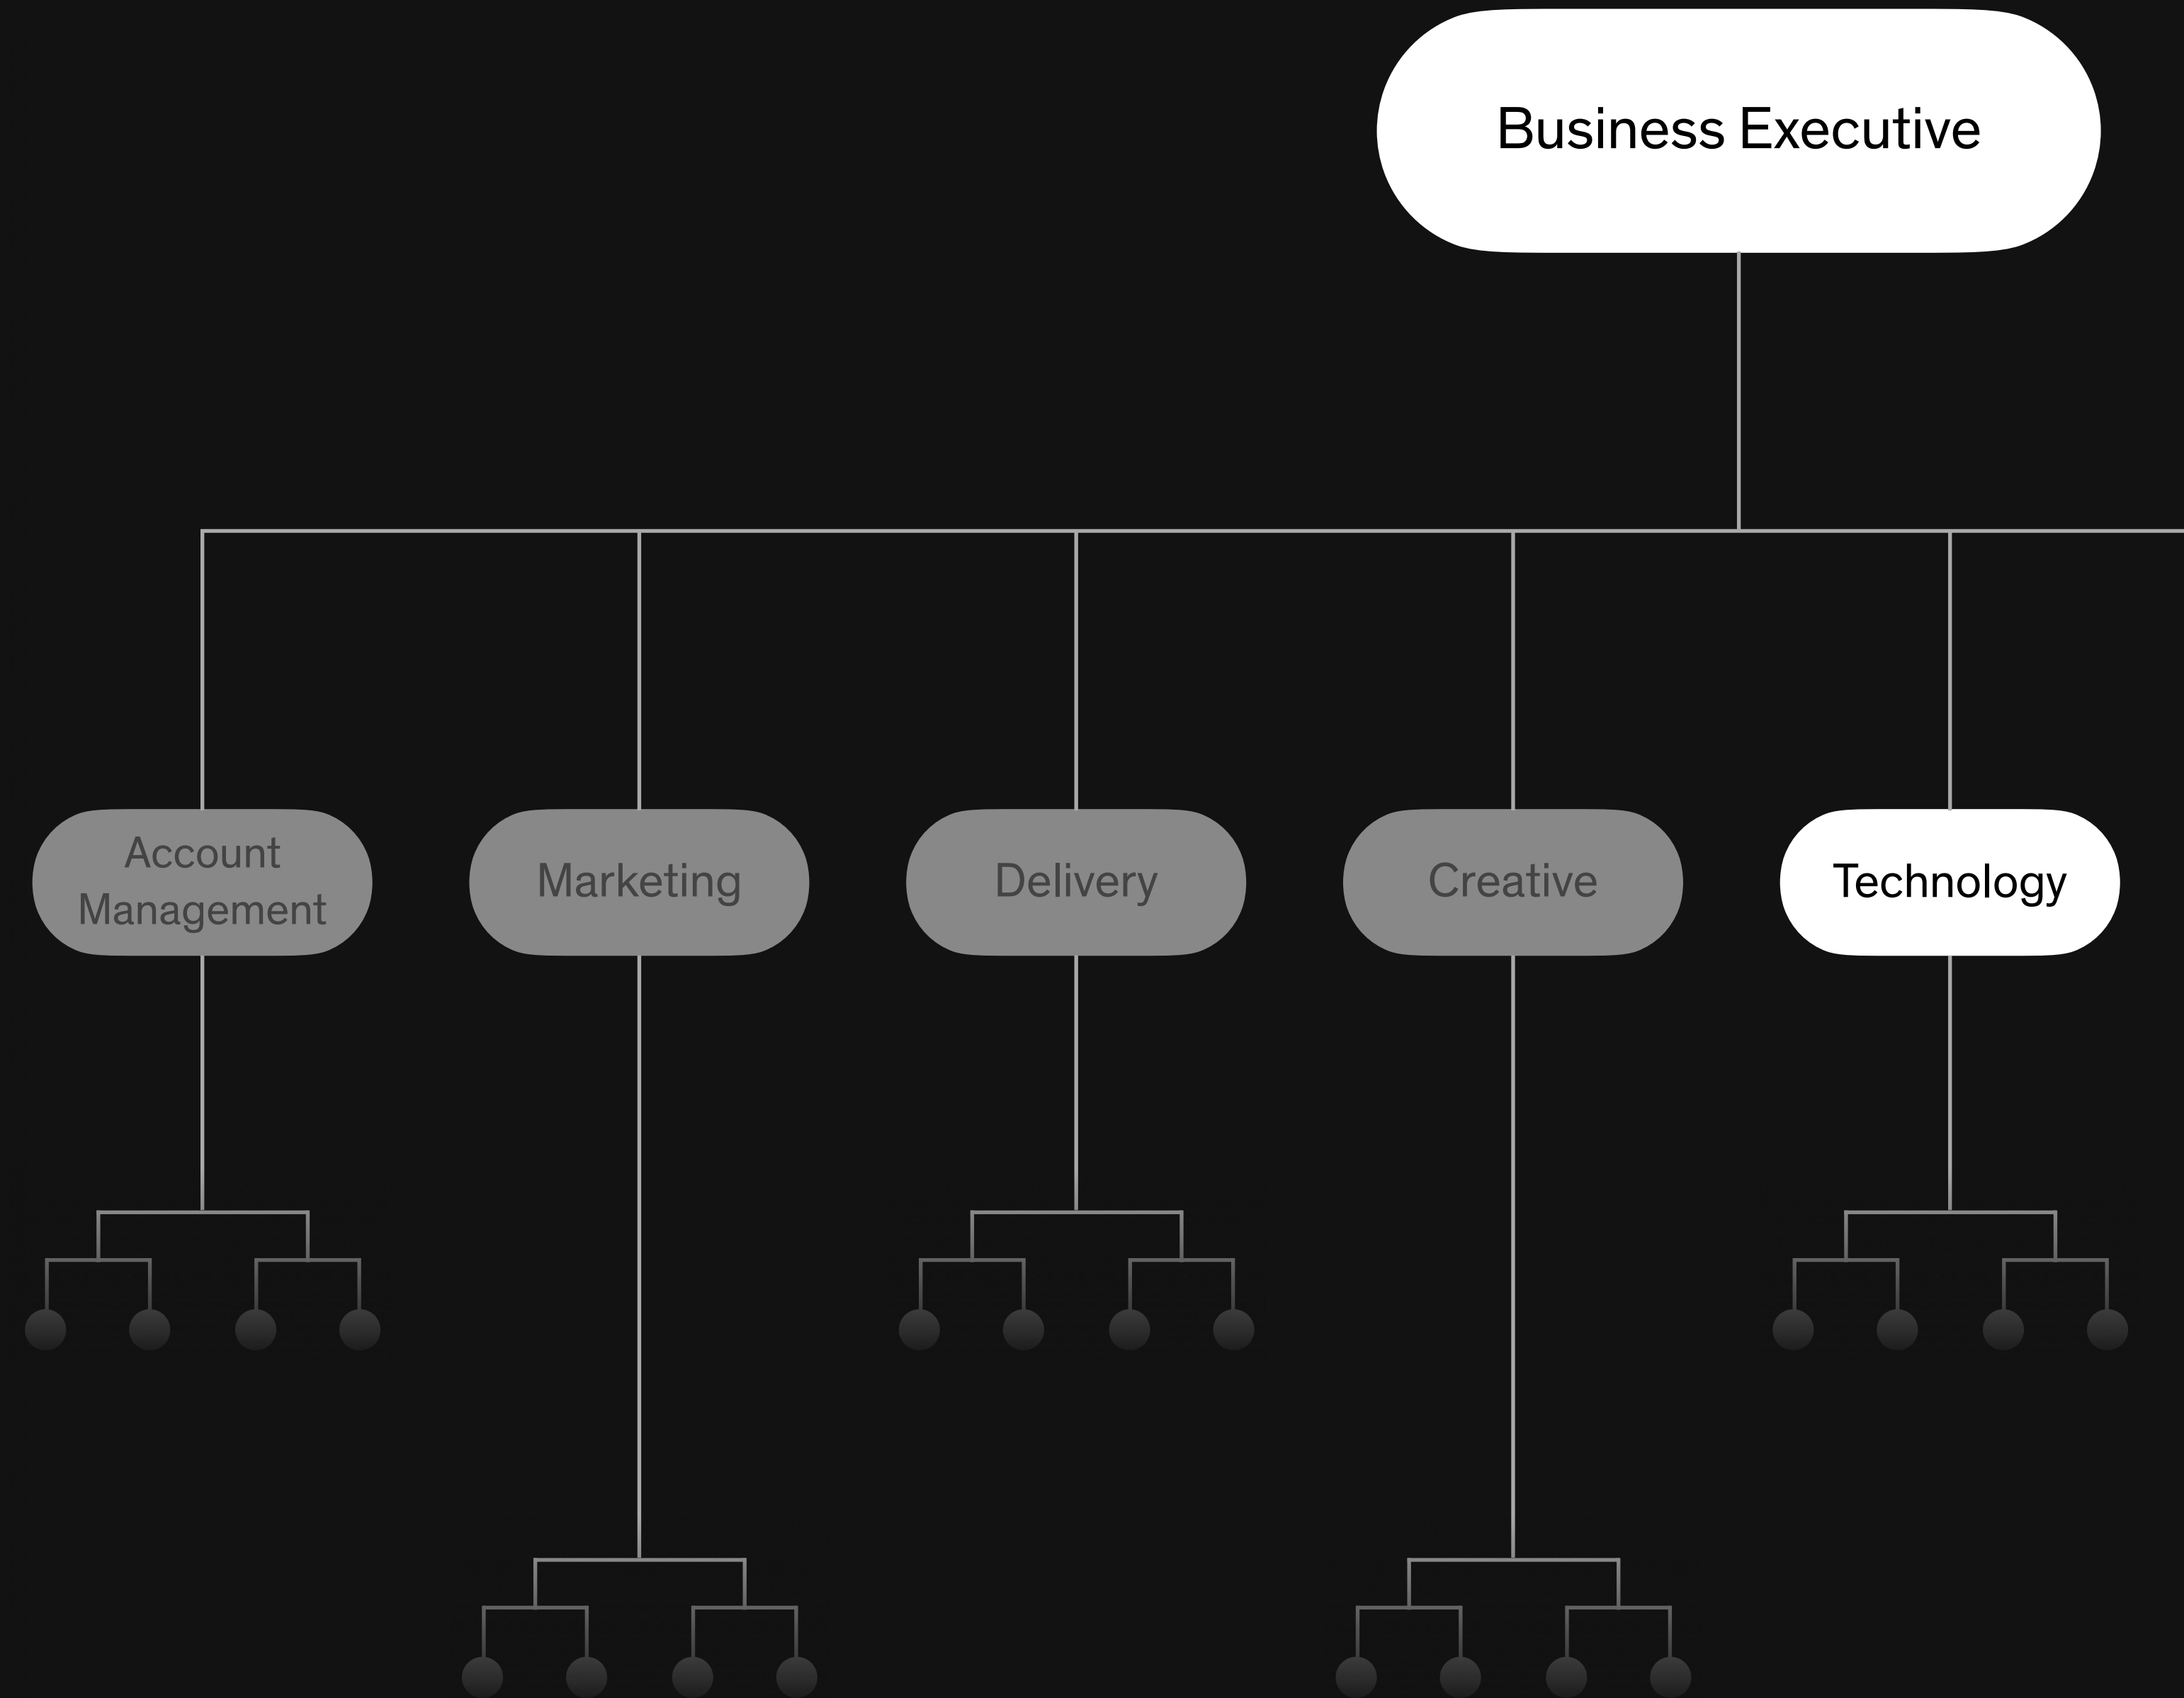 Business Executive
Account
Management
Marketing
Delivery
Creative
Technology